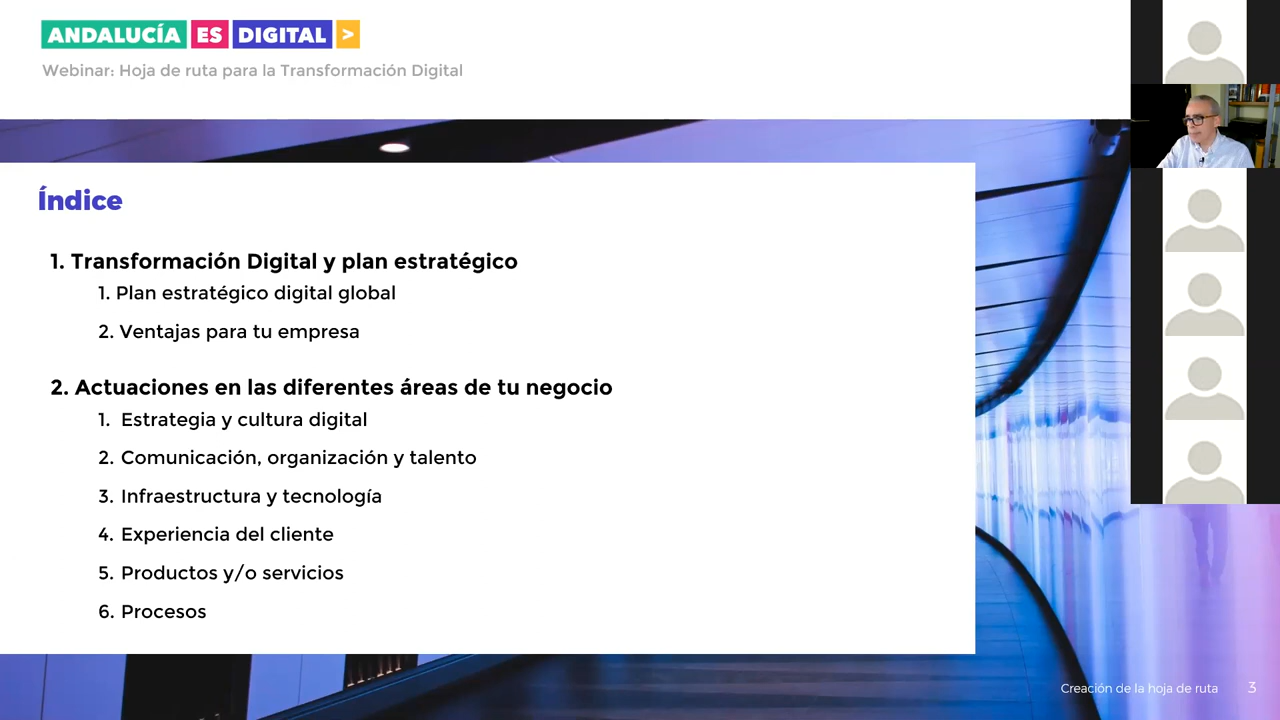 ANDALUCÍA ES DIGITAL >
Webinar: Hoja de ruta para la Transformación Digital
Índice
1. Transformación Digital y plan estratégico
1. Plan estratégico digital global
2. Ventajas para tu empresa
2. Actuaciones en las diferentes áreas de tu negocio
1. Estrategia y cultura digital
2. Comunicación, organización y talento
3. Infraestructura y tecnología
4. Experiencia del cliente
5. Productos y/o servicios
6. Procesos
Creación de la hoja de ruta 3